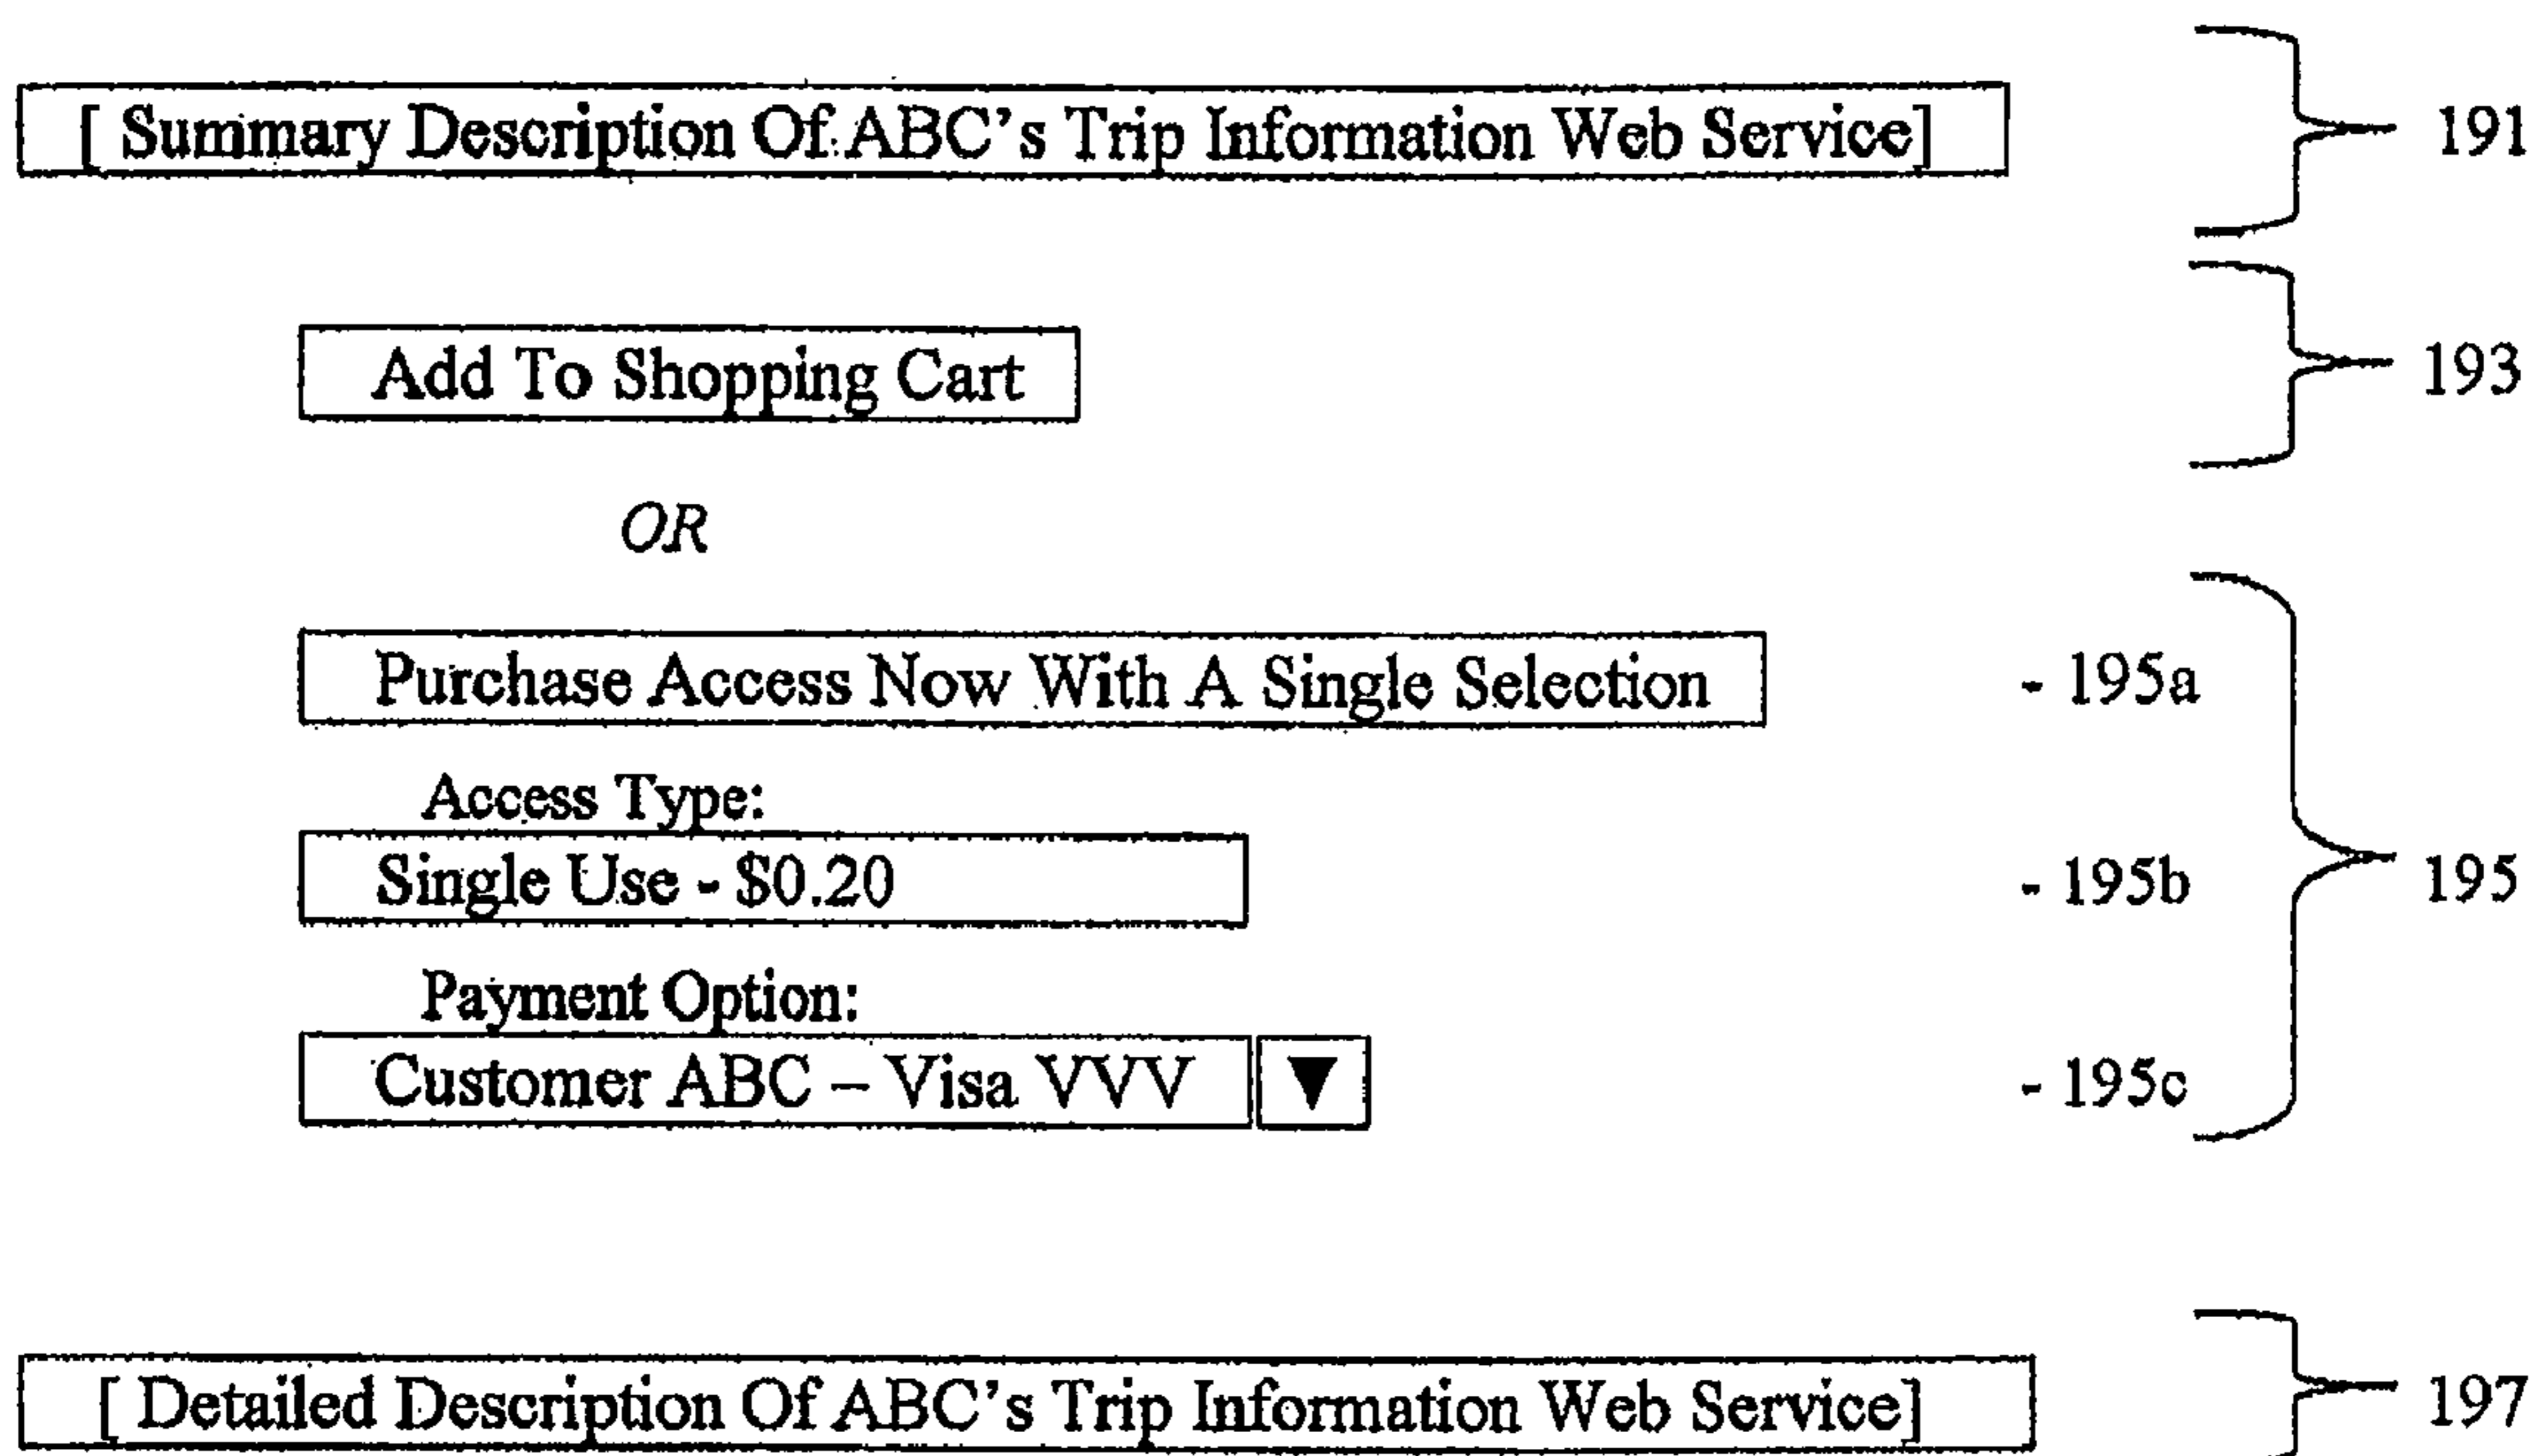 [ Summary Description Of ABC's Trip Information Web Service] 191
Add To Shopping Cart 193
OR
Purchase Access Now With A Single Selection - 195a
Access Type:
Single Use - $0.20 - 195b 195
Payment Option:
Customer ABC – Visa VVV ▼ - 195c
[ Detailed Description Of ABC's Trip Information Web Service] 197